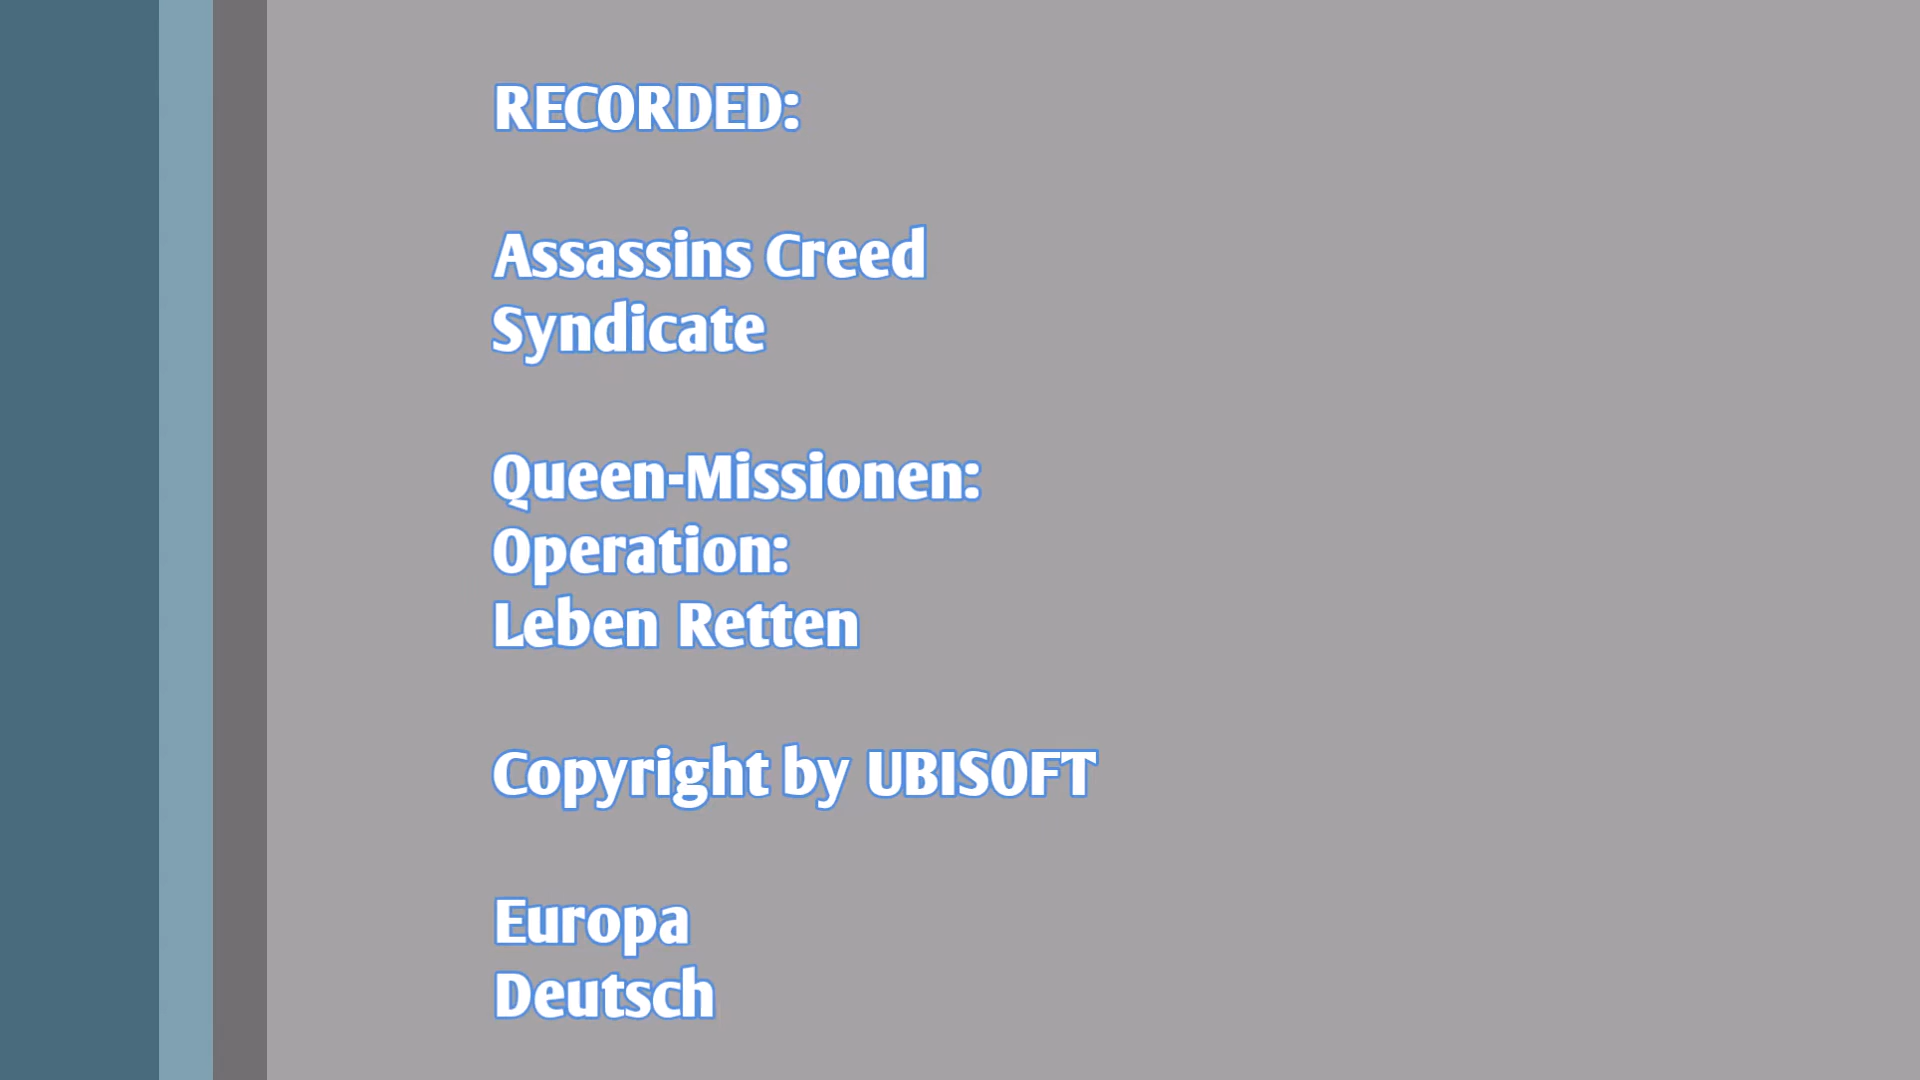 RECORDED:
Assassins Creed
Syndicate
Queen-Missionen:
Operation:
Leben Retten
Copyright by UBISOFT
Europa
Deutsch